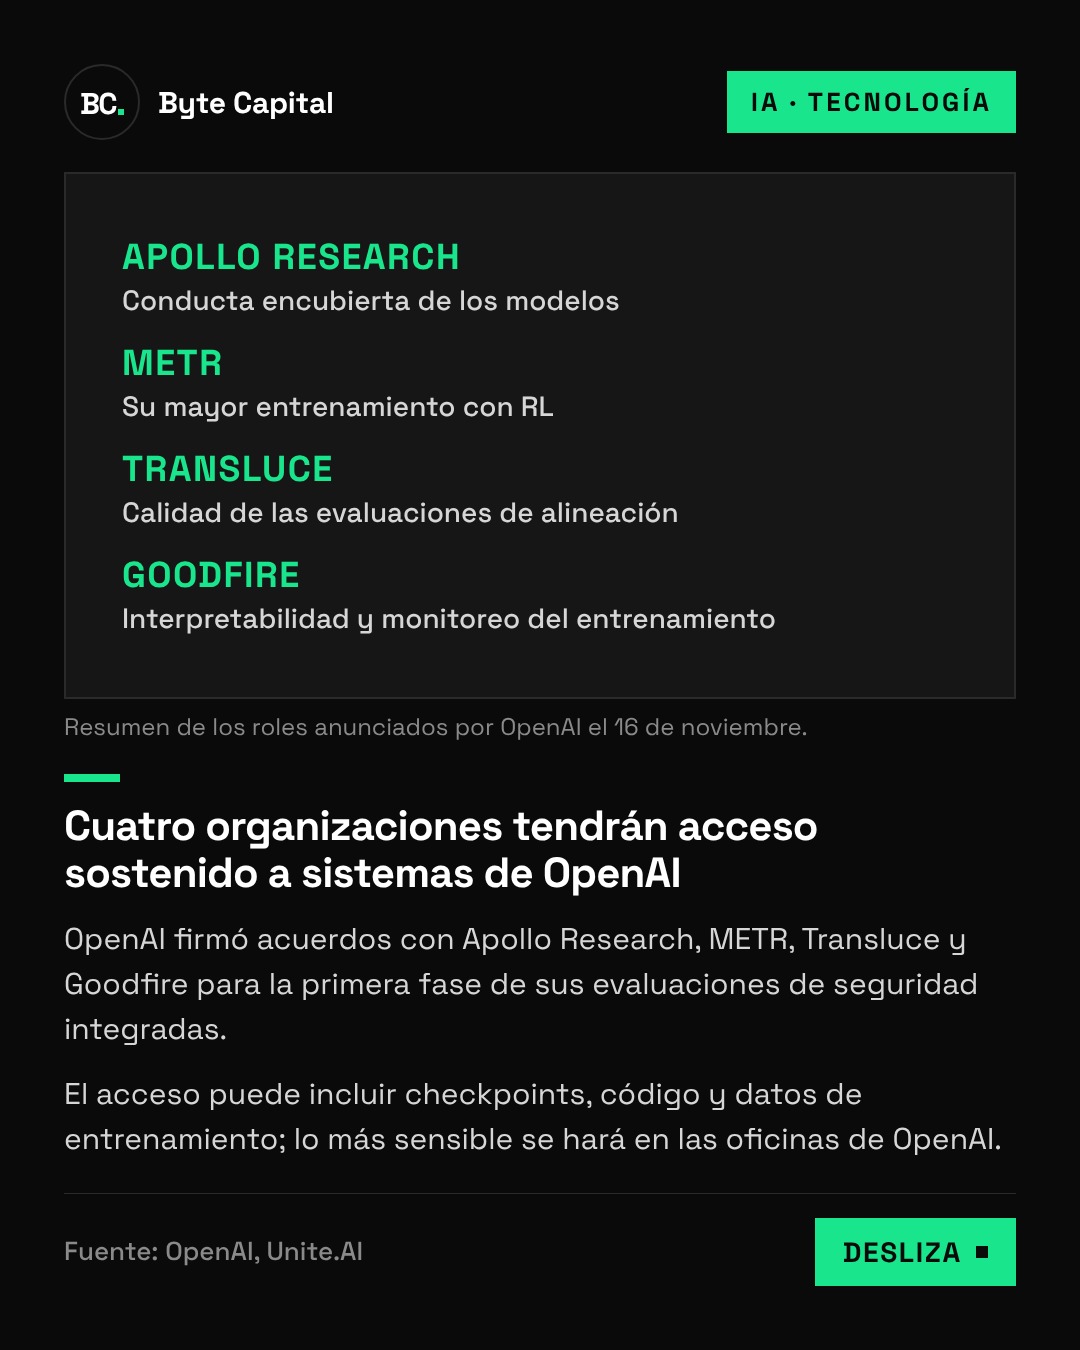 BC.
Byte Capital
IA · TECNOLOGÍA
APOLLO RESEARCH
Conducta encubierta de los modelos
METR
Su mayor entrenamiento con RL
TRANSLUCE
Calidad de las evaluaciones de alineación
GOODFIRE
Interpretabilidad y monitoreo del entrenamiento
Resumen de los roles anunciados por OpenAI el 16 de noviembre.
Cuatro organizaciones tendrán acceso
sostenido a sistemas de OpenAI
OpenAI firmó acuerdos con Apollo Research, METR, Transluce y
Goodfire para la primera fase de sus evaluaciones de seguridad
integradas.
El acceso puede incluir checkpoints, código y datos de
entrenamiento; lo más sensible se hará en las oficinas de OpenAI.
Fuente: OpenAI, Unite.AI
DESLIZA